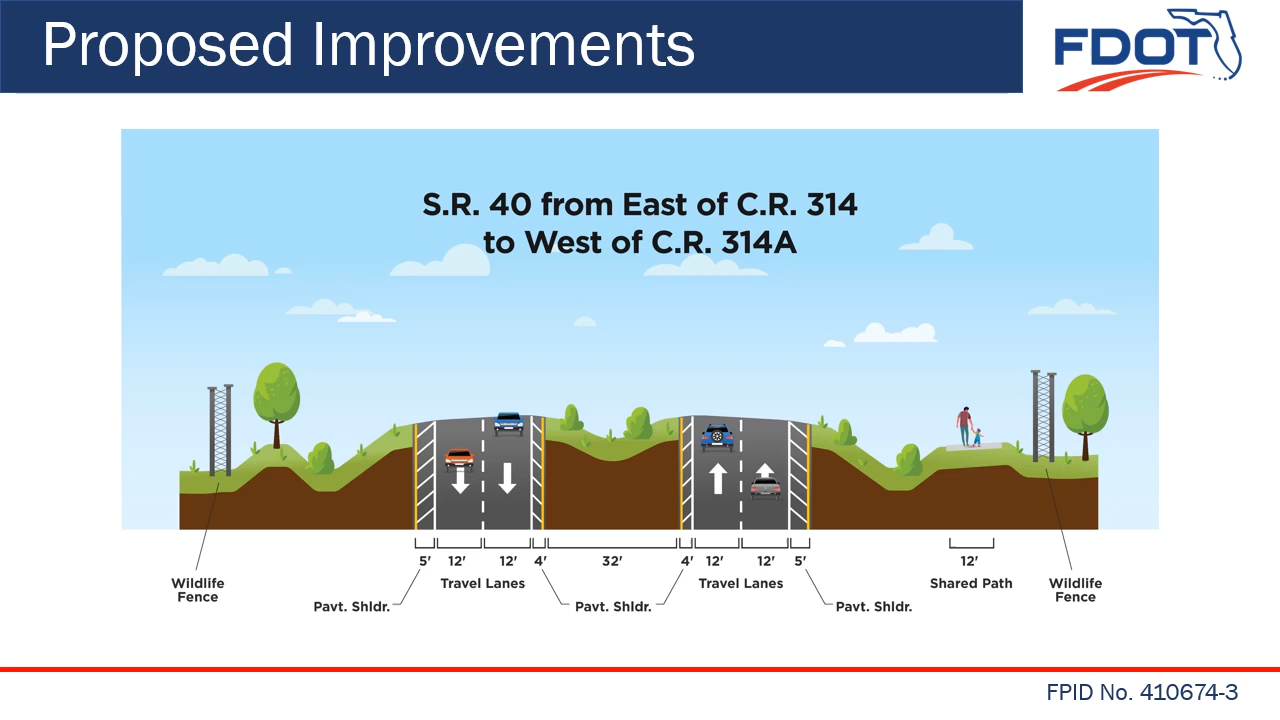 Proposed Improvements
FDOT
S.R. 40 from East of C.R. 314
to West of C.R. 314A
5' 12' 12' 4' 32' 4' 12' 12' 5' 12'
Wildlife
Fence
Travel Lanes
Travel Lanes
Shared Path
Wildlife
Fence
Pavt. Shldr.
Pavt. Shldr.
Pavt. Shldr.
FPID No. 410674-3